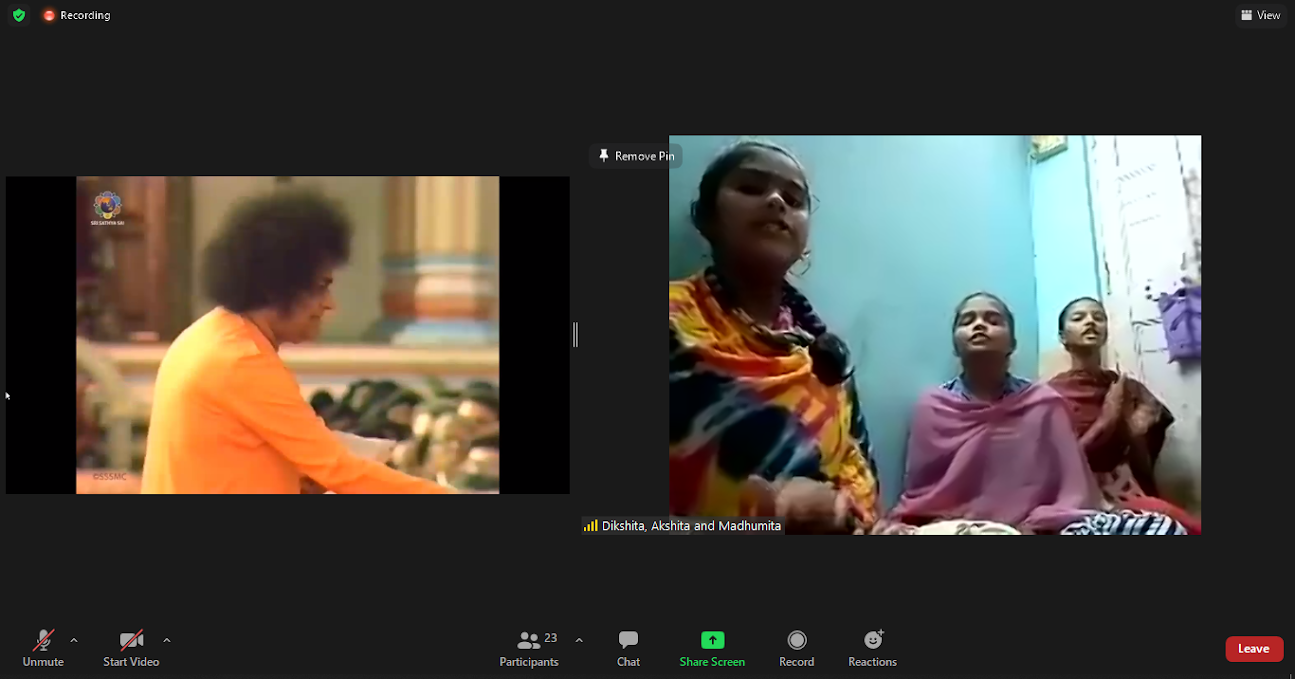 Recording
View
Remove Pin
SRI SATHYA SAI
©SSSMC
Dikshita, Akshita and Madhumita
23
Unmute
Start Video
Participants
Chat
Share Screen
Record
Reactions
Leave